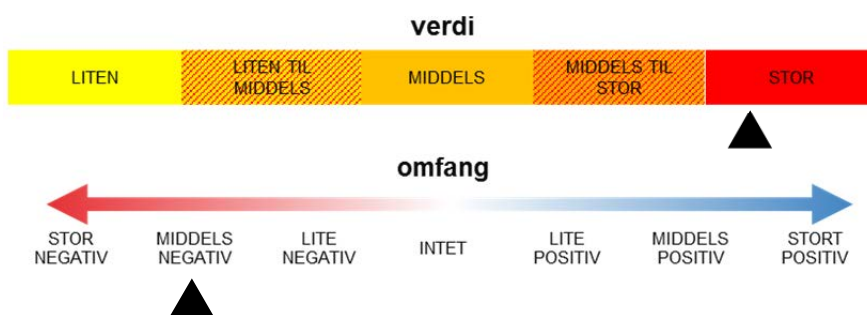 verdi
LITEN
LITEN TIL
MIDDELS
MIDDELS
MIDDELS TIL
STOR
STOR
omfang
STOR
NEGATIV
MIDDELS
NEGATIV
LITE
NEGATIV
INTET
LITE
POSITIV
MIDDELS
POSITIV
STORT
POSITIV